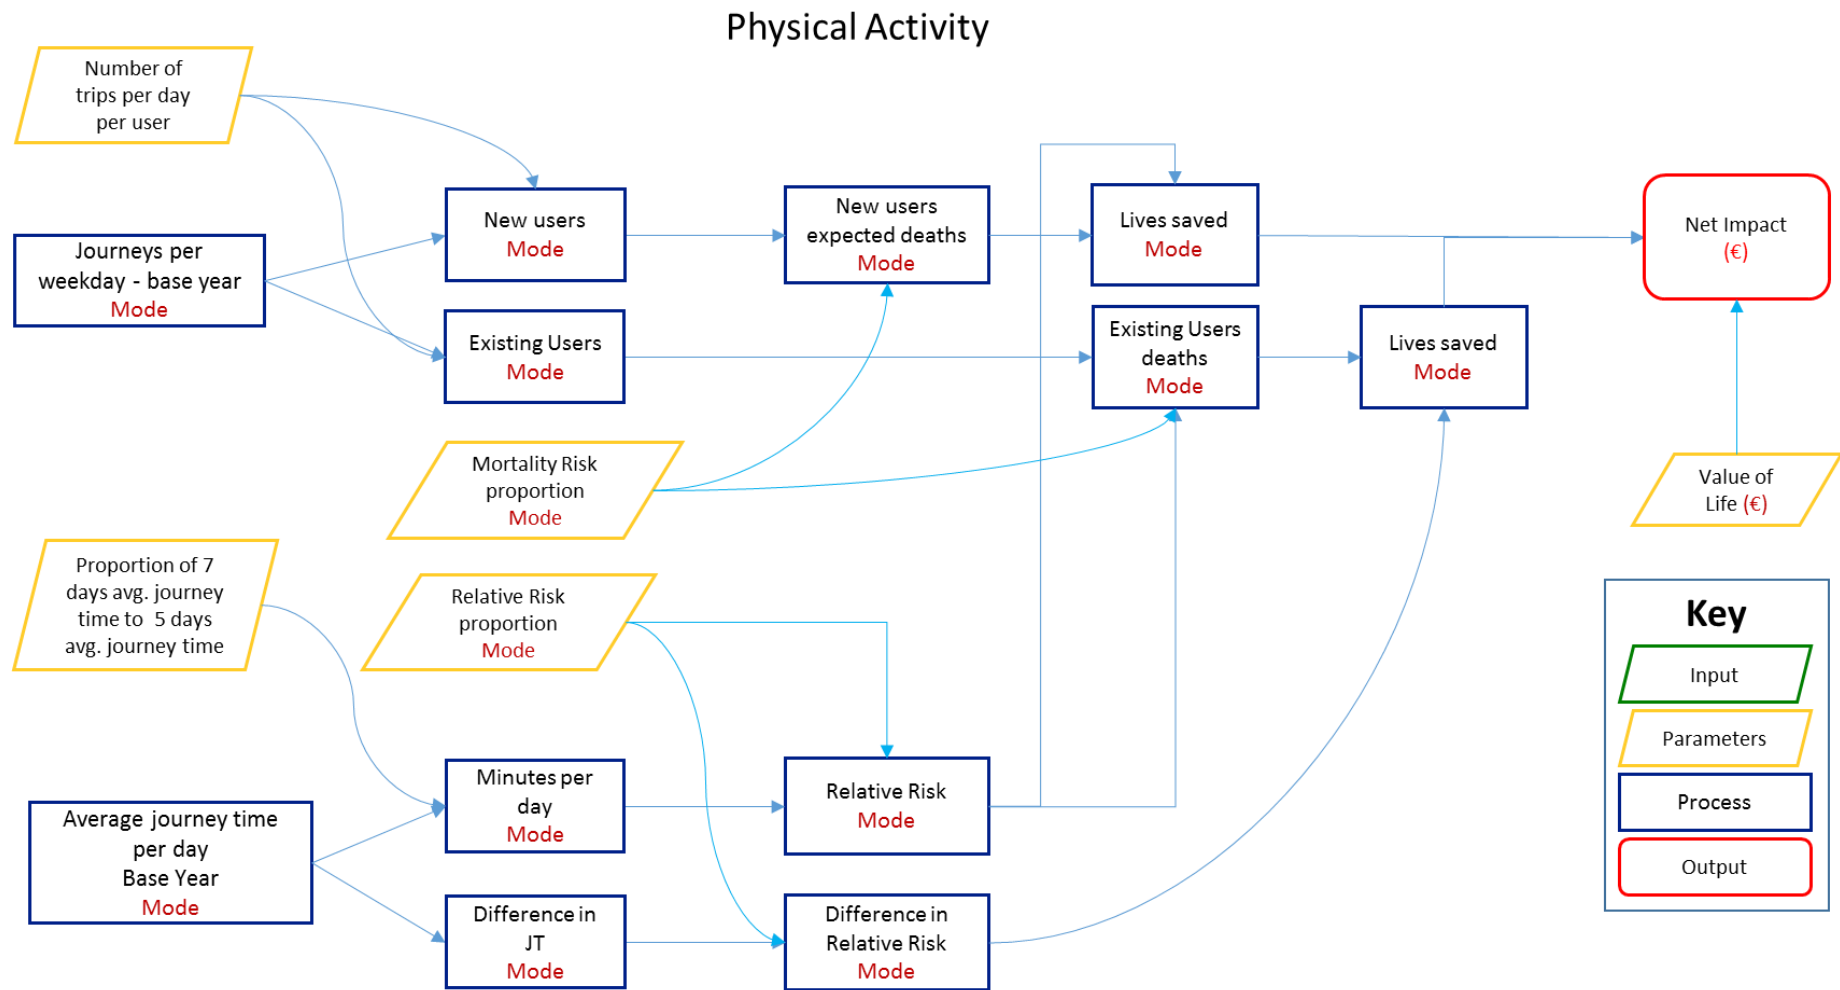 Physical Activity
Number of
trips per day
per user
Journeys per
weekday - base year
Mode
New users
Mode
Existing Users
Mode
New users
expected deaths
Mode
Lives saved
Mode
Existing Users
deaths
Mode
Lives saved
Mode
Net Impact
(€)
Value of
Life (€)
Mortality Risk
proportion
Mode
Proportion of 7
days avg. journey
time to 5 days
avg. journey time
Relative Risk
proportion
Mode
Average journey time
per day
Base Year
Mode
Minutes per
day
Mode
Difference in
JT
Mode
Relative Risk
Mode
Difference in
Relative Risk
Mode
Key
Input
Parameters
Process
Output